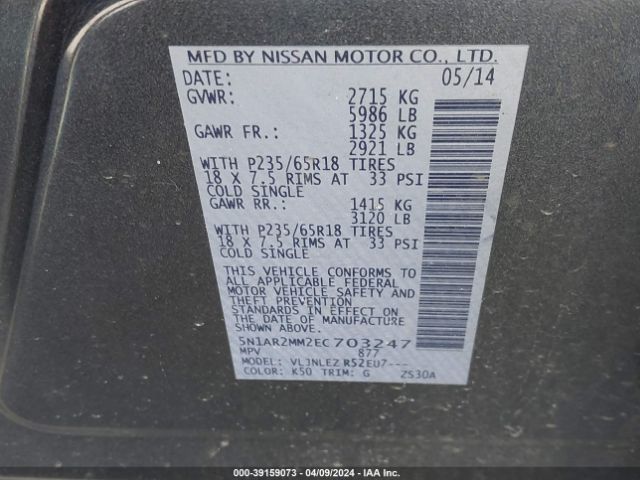 MFD BY NISSAN MOTOR CO., LTD.
DATE: 05/14
GVWR: 2715 KG
5986 LB
GAWR FR.: 1325 KG
2921 LB
WITH P235/65R18 TIRES
18 X 7.5 RIMS AT 33 PSI
COLD SINGLE
GAWR RR.: 1415 KG
3120 LB
WITH P235/65R18 TIRES
18 X 7.5 RIMS AT 33 PSI
COLD SINGLE
THIS VEHICLE CONFORMS TO
ALL APPLICABLE FEDERAL
MOTOR VEHICLE SAFETY AND
THEFT PREVENTION
STANDARDS IN EFFECT ON
THE DATE OF MANUFACTURE
SHOWN ABOVE.
5N1AR2MM2EC703247
MPV 877
MODEL: VLJNLEZ R52EU7---
COLOR: K50 TRIM: G ZS30A
000-39159073 - 04/09/2024 - IAA Inc.